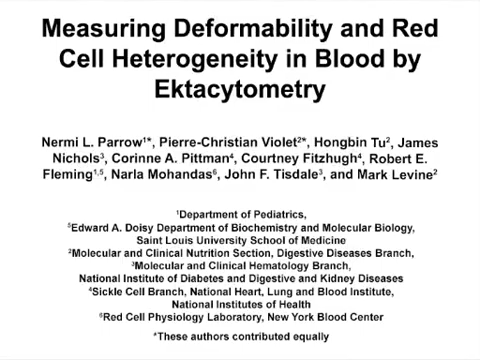 Measuring Deformability and Red
Cell Heterogeneity in Blood by
Ektacytometry
Nermi L. Parrow¹*, Pierre-Christian Violet²*, Hongbin Tu², James
Nichols³, Corinne A. Pittman⁴, Courtney Fitzhugh⁴, Robert E.
Fleming¹,⁵, Narla Mohandas⁶, John F. Tisdale³, and Mark Levine²
¹Department of Pediatrics,
⁵Edward A. Doisy Department of Biochemistry and Molecular Biology,
Saint Louis University School of Medicine
²Molecular and Clinical Nutrition Section, Digestive Diseases Branch,
³Molecular and Clinical Hematology Branch,
National Institute of Diabetes and Digestive and Kidney Diseases
⁴Sickle Cell Branch, National Heart, Lung and Blood Institute,
National Institutes of Health
⁶Red Cell Physiology Laboratory, New York Blood Center
*These authors contributed equally